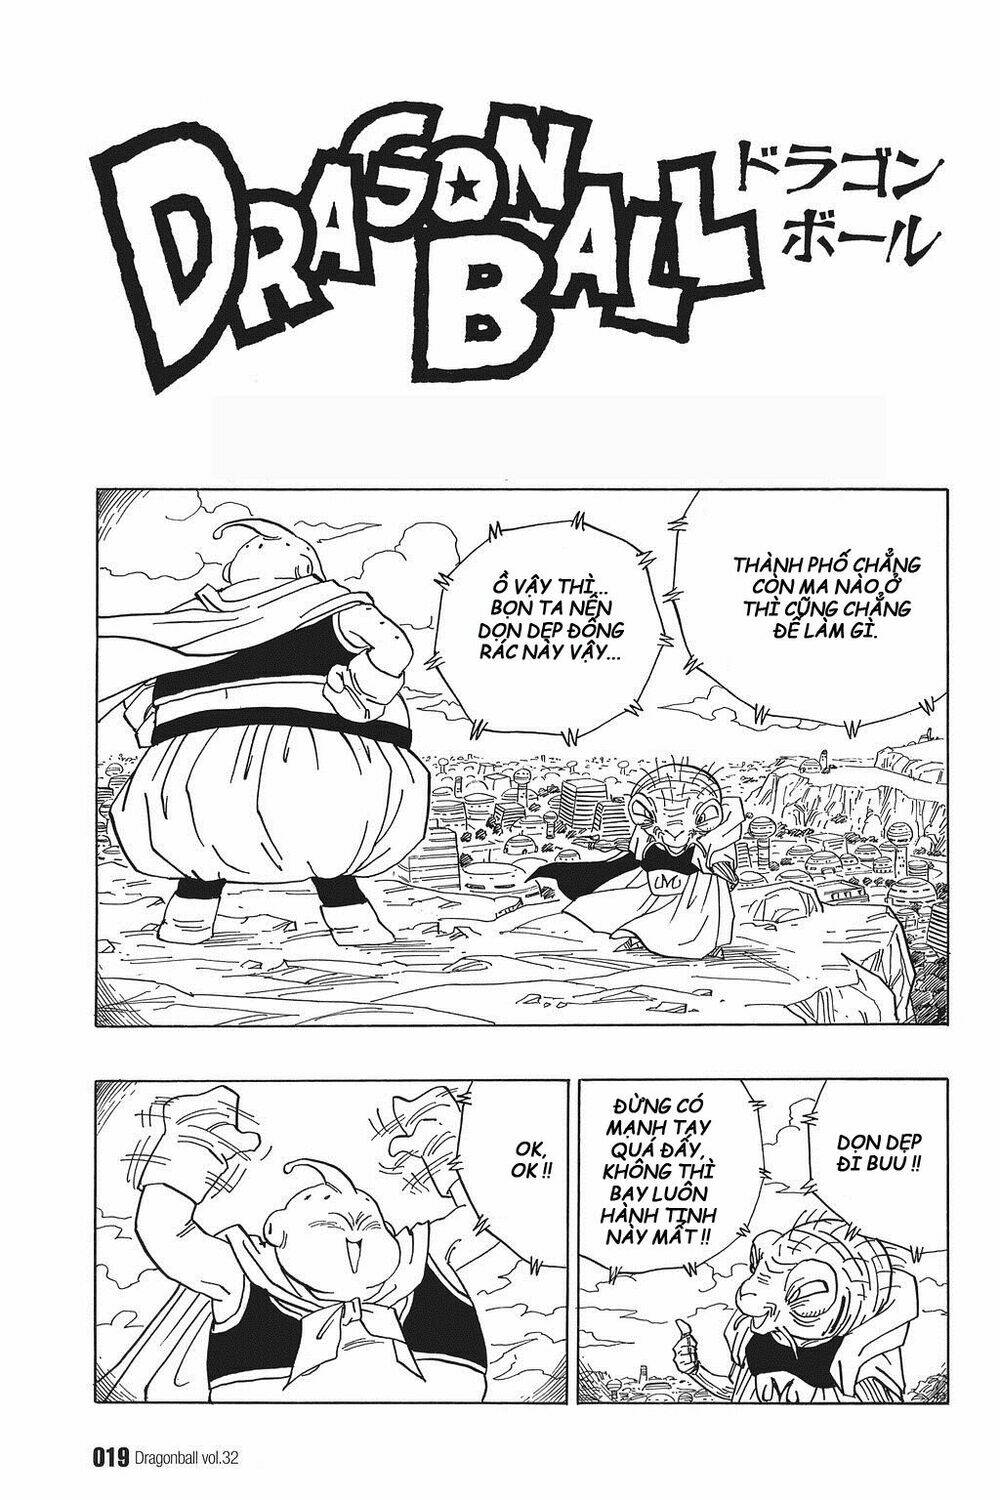 DRAGON BALL
ドラゴン
ボール
THÀNH PHỐ CHẲNG
CÒN MA NÀO Ở
THÌ CŨNG CHẲNG
ĐỂ LÀM GÌ.
Ồ VẬY THÌ...
BỌN TA NÊN
DỌN DẸP ĐỐNG
RÁC NÀY VẬY...
M
DỌN DẸP
ĐI BUU !!
ĐỪNG CÓ
MẠNH TAY
QUÁ ĐẤY,
KHÔNG THÌ
BAY LUÔN
HÀNH TINH
NÀY MẤT !!
M
OK,
OK !!
019 Dragonball vol.32